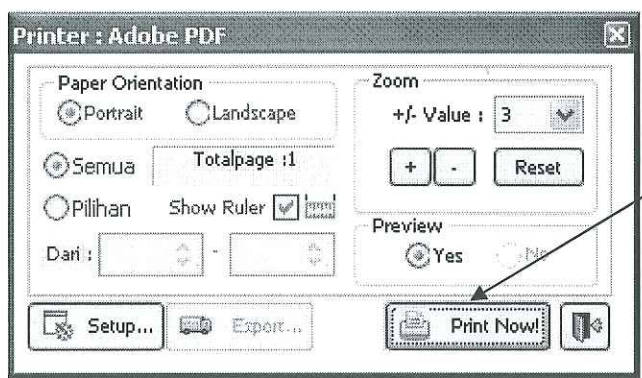 Printer : Adobe PDF
Paper Orientation
Portrait Landscape
Semua Totalpage :1
Pilihan Show Ruler
Dari : -
Zoom
+/- Value : 3
+ - Reset
Preview
Yes No
Setup... Export... Print Now!